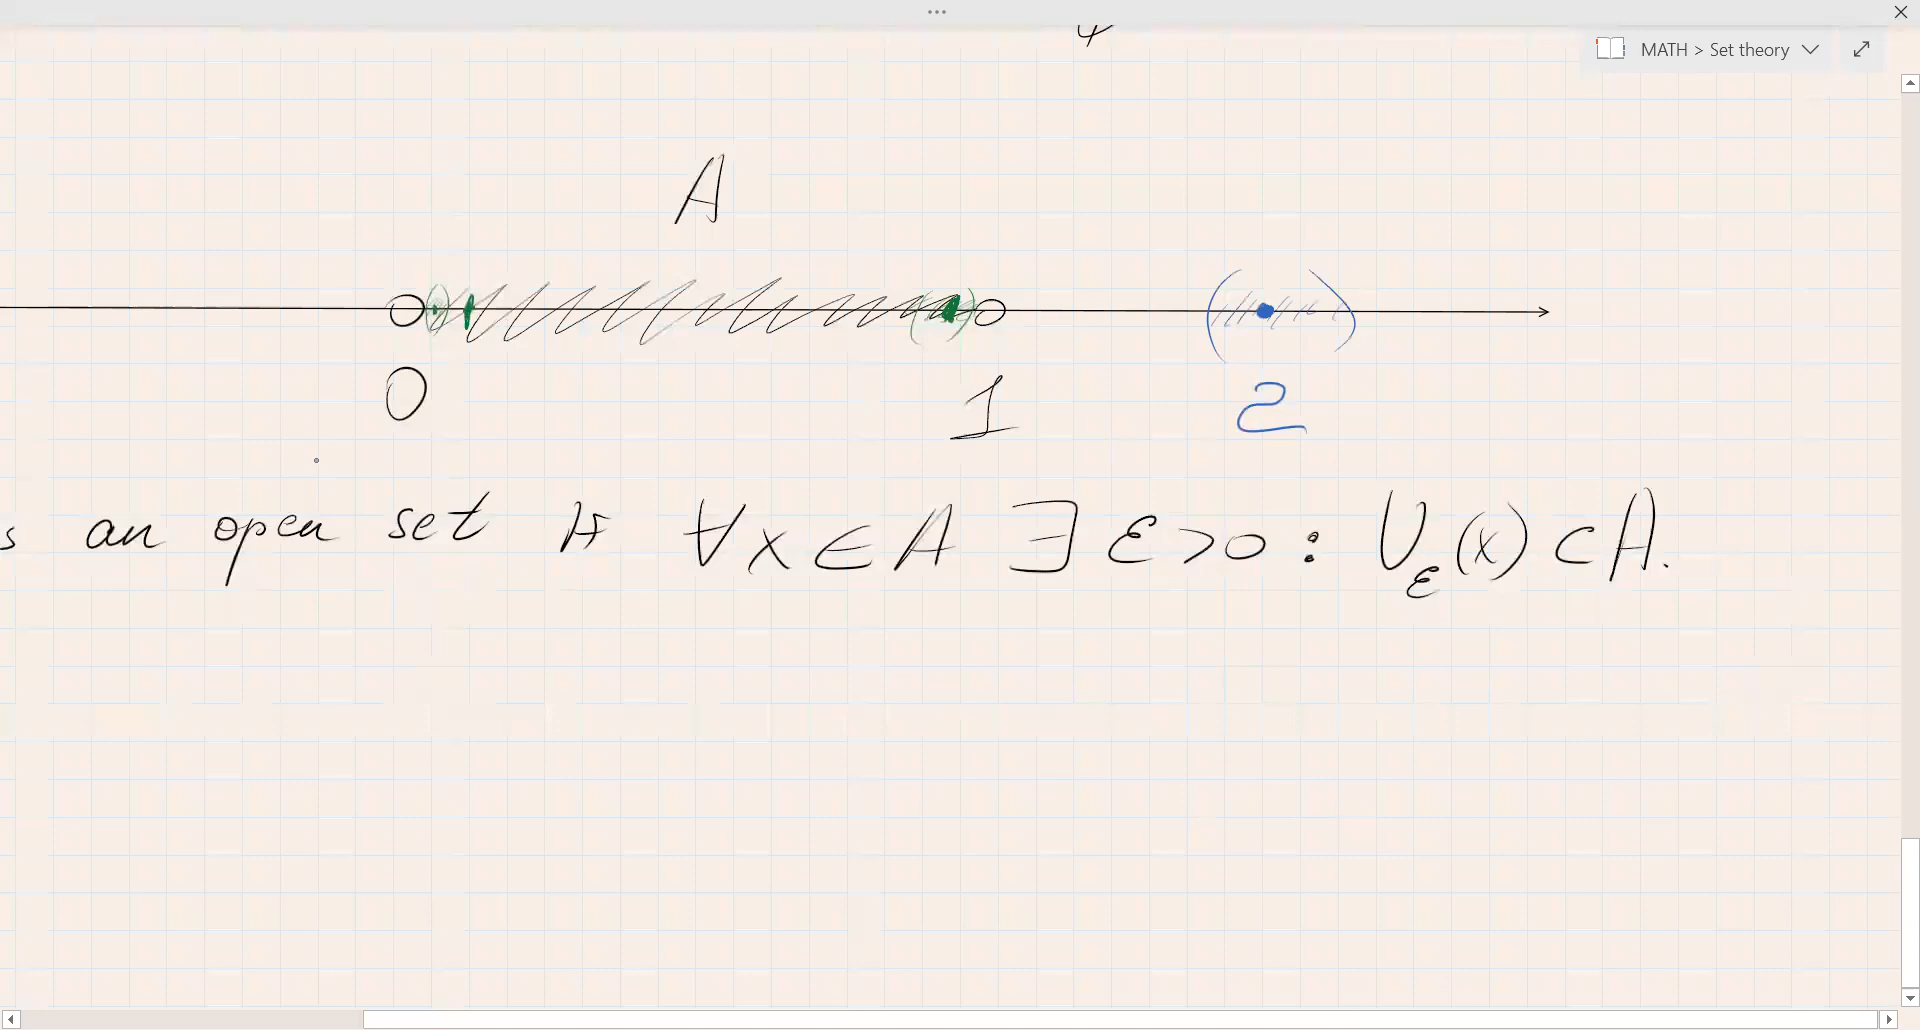 MATH > Set theory
A
0 1 2
s an open set if ∀x∈A ∃ε>0 : U_ε(x)⊂A.